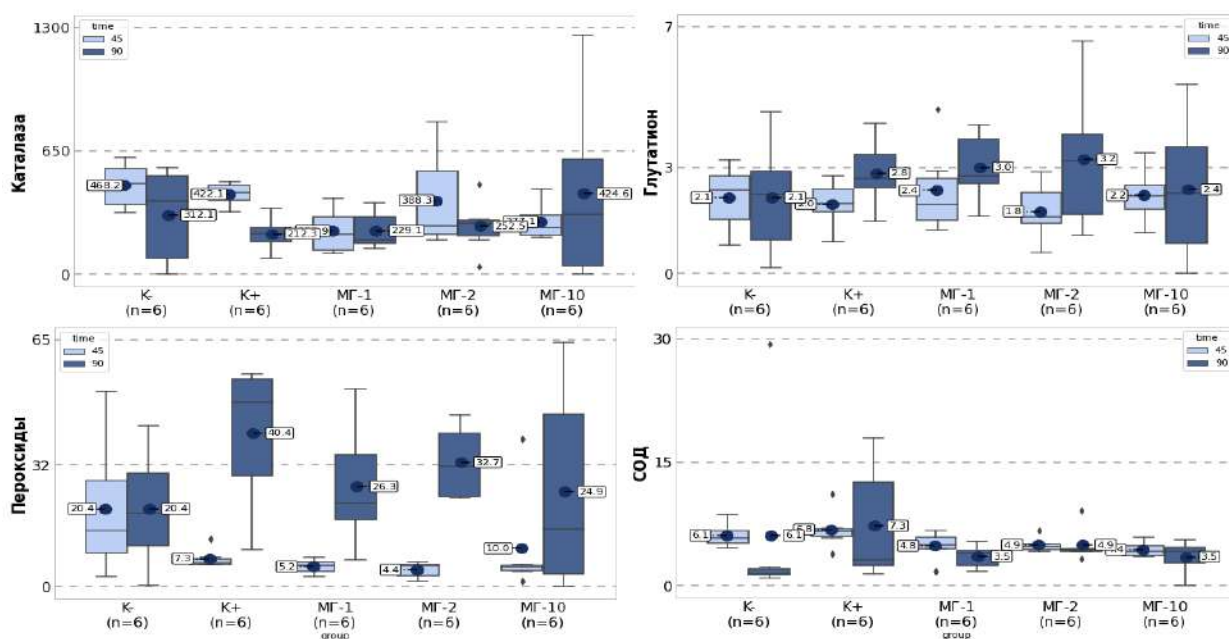 time
45
90
Каталаза
1300
650
0
468.2
312.1
422.1
212.3
229.1
388.3
252.5
424.6
K-
(n=6)
K+
(n=6)
МГ-1
(n=6)
МГ-2
(n=6)
МГ-10
(n=6)
time
45
90
Глутатион
7
3
0
2.1
2.1
2.0
2.8
2.4
3.0
1.8
3.2
2.2
2.4
K-
(n=6)
K+
(n=6)
МГ-1
(n=6)
МГ-2
(n=6)
МГ-10
(n=6)
time
45
90
Пероксиды
65
32
0
20.4
20.4
7.3
40.4
5.2
26.3
4.4
32.7
10.0
24.9
K-
(n=6)
K+
(n=6)
МГ-1
(n=6)
МГ-2
(n=6)
МГ-10
(n=6)
group
time
45
90
СОД
30
15
0
6.1
6.1
6.8
7.3
4.8
3.5
4.9
4.9
3.5
K-
(n=6)
K+
(n=6)
МГ-1
(n=6)
МГ-2
(n=6)
МГ-10
(n=6)
group